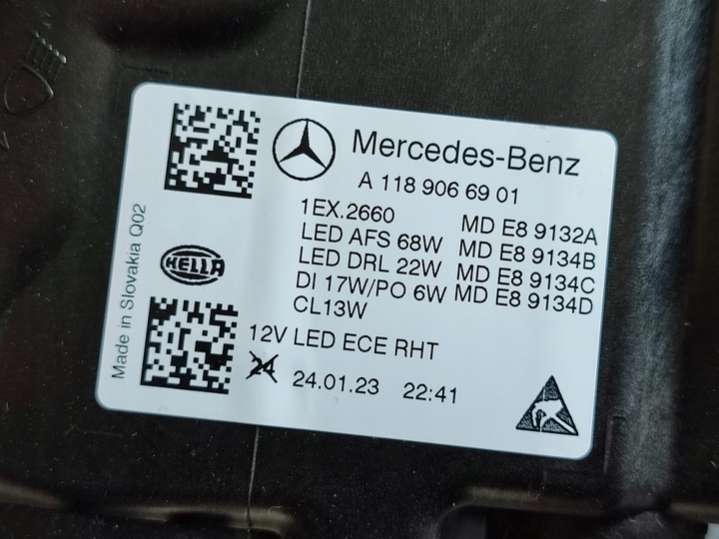 Mercedes-Benz
A 118 906 69 01
1EX.2660 MD E8 9132A
LED AFS 68W MD E8 9134B
LED DRL 22W MD E8 9134C
DI 17W/PO 6W MD E8 9134D
CL13W
12V LED ECE RHT
24 24.01.23 22:41
HELLA
Made in Slovakia Q02